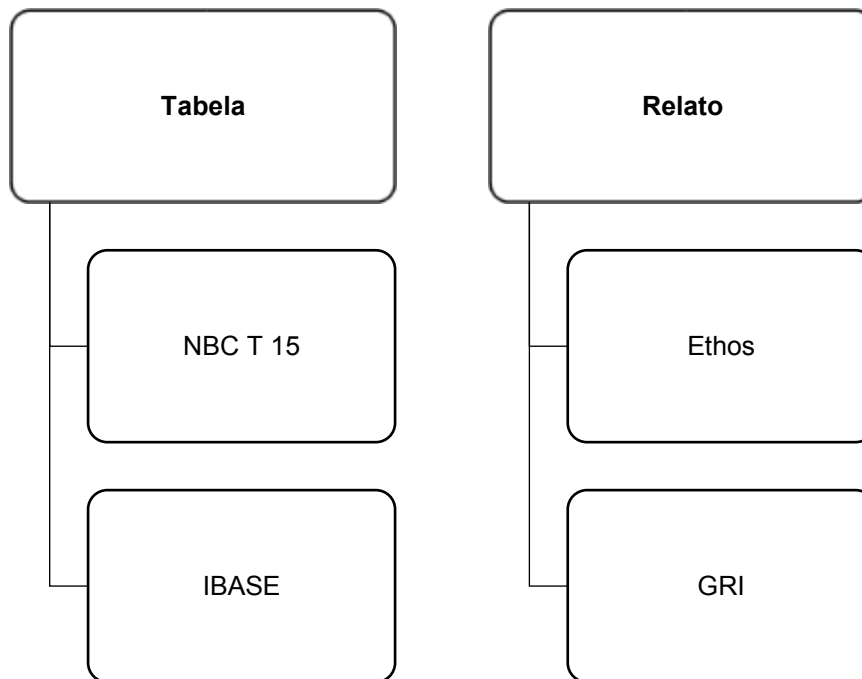 Tabela
NBC T 15
IBASE
Relato
Ethos
GRI